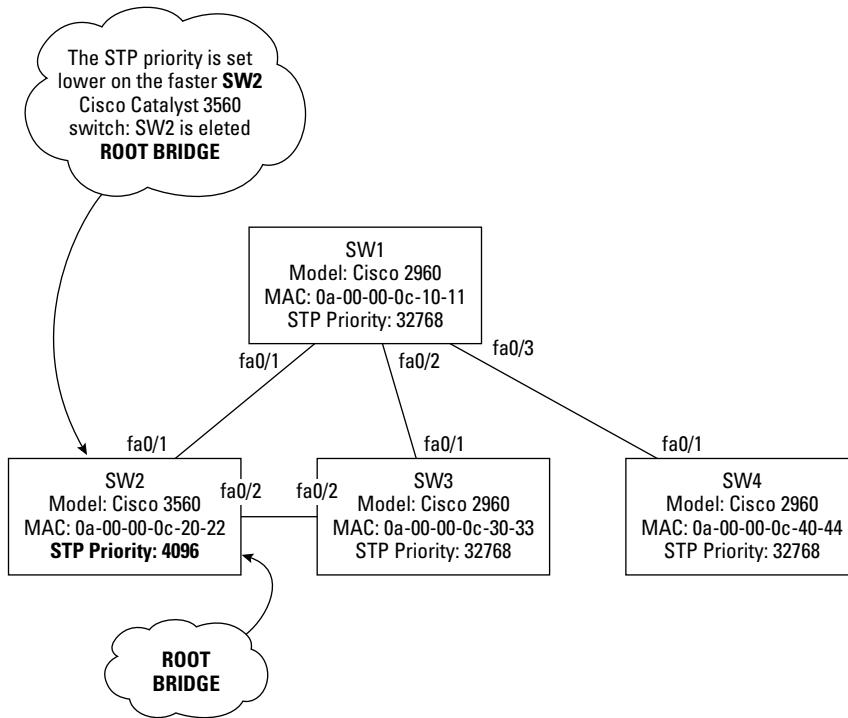 The STP priority is set
lower on the faster SW2
Cisco Catalyst 3560
switch: SW2 is eleted
ROOT BRIDGE
SW1
Model: Cisco 2960
MAC: 0a-00-00-0c-10-11
STP Priority: 32768
fa0/1
fa0/2
fa0/3
fa0/1
fa0/1
fa0/1
SW2
Model: Cisco 3560
MAC: 0a-00-00-0c-20-22
STP Priority: 4096
fa0/2
fa0/2
SW3
Model: Cisco 2960
MAC: 0a-00-00-0c-30-33
STP Priority: 32768
SW4
Model: Cisco 2960
MAC: 0a-00-00-0c-40-44
STP Priority: 32768
ROOT
BRIDGE